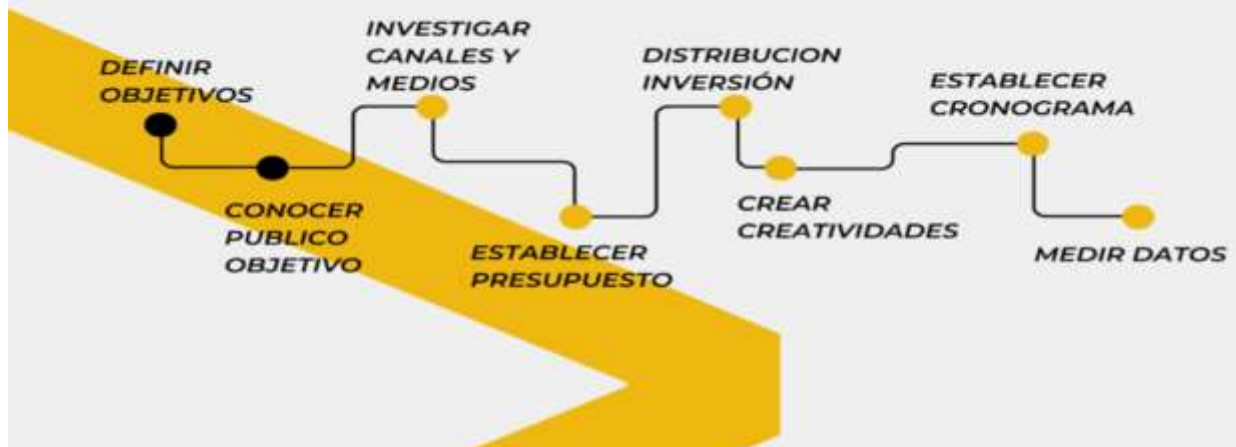 DEFINIR
OBJETIVOS
CONOCER
PUBLICO
OBJETIVO
INVESTIGAR
CANALES Y
MEDIOS
ESTABLECER
PRESUPUESTO
DISTRIBUCION
INVERSIÓN
CREAR
CREATIVIDADES
ESTABLECER
CRONOGRAMA
MEDIR DATOS